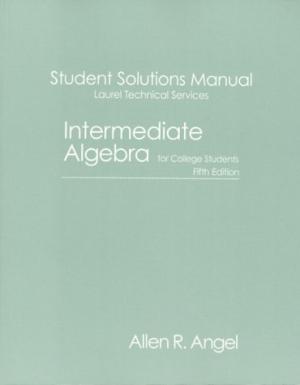 Student Solutions Manual
Laurel Technical Services
Intermediate
Algebra for College Students
Fifth Edition
Allen R. Angel